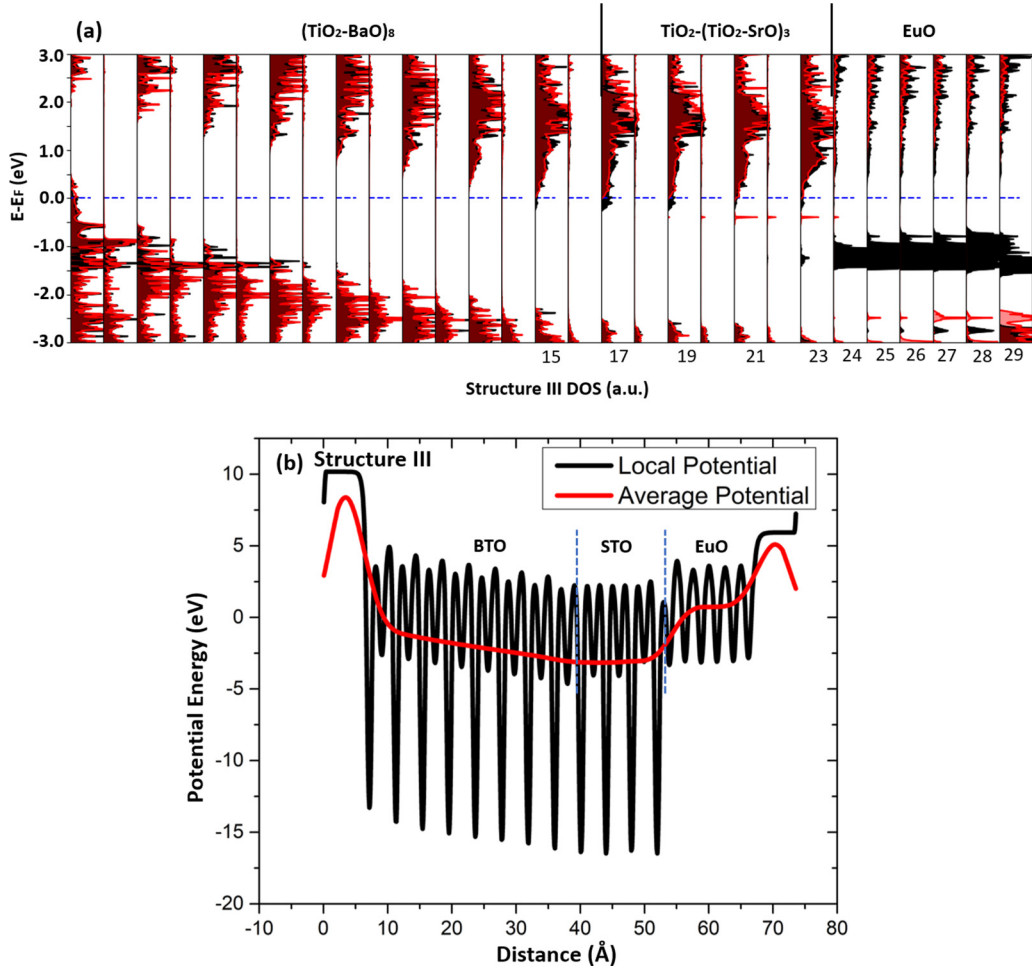 (a) (TiO₂-BaO)₈ TiO₂-(TiO₂-SrO)₃ EuO
3.0
2.0
1.0
0.0
-1.0
-2.0
-3.0
E-EF (eV)
15 17 19 21 23 24 25 26 27 28 29
Structure III DOS (a.u.)
(b) Structure III
Local Potential
Average Potential
BTO STO EuO
10
5
0
-5
-10
-15
-20
Potential Energy (eV)
-10 0 10 20 30 40 50 60 70 80
Distance (Å)